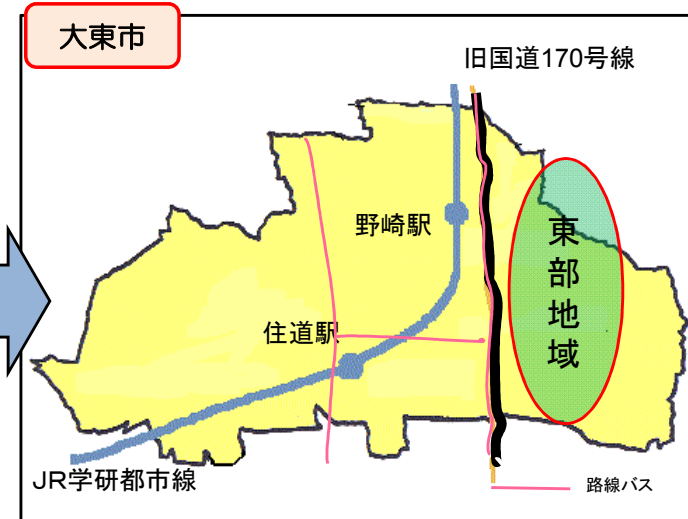 大東市
旧国道170号線
野崎駅
東部地域
住道駅
JR学研都市線
路線バス